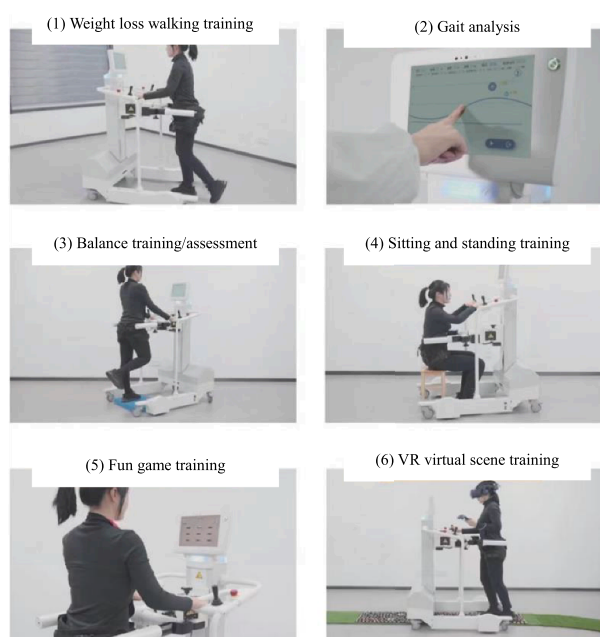 (1) Weight loss walking training
(2) Gait analysis
(3) Balance training/assessment
(4) Sitting and standing training
(5) Fun game training
(6) VR virtual scene training